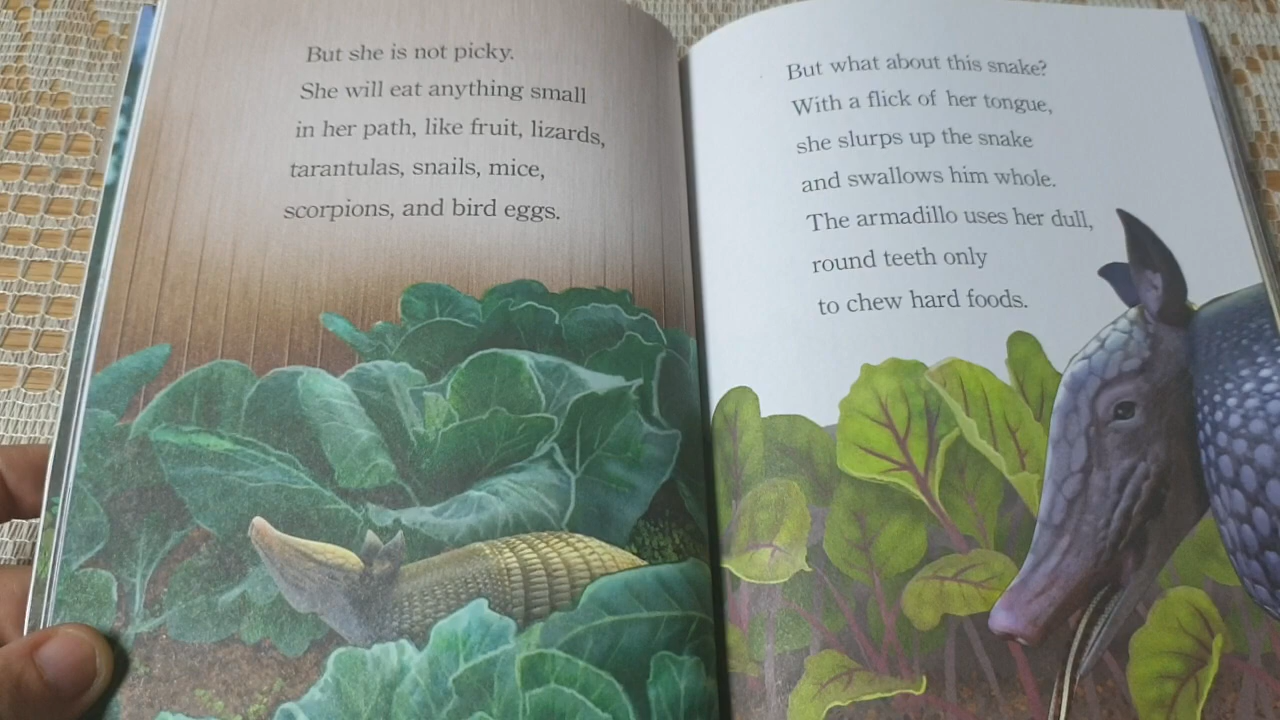 But she is not picky.
She will eat anything small
in her path, like fruit, lizards,
tarantulas, snails, mice,
scorpions, and bird eggs.
But what about this snake?
With a flick of her tongue,
she slurps up the snake
and swallows him whole.
The armadillo uses her dull,
round teeth only
to chew hard foods.